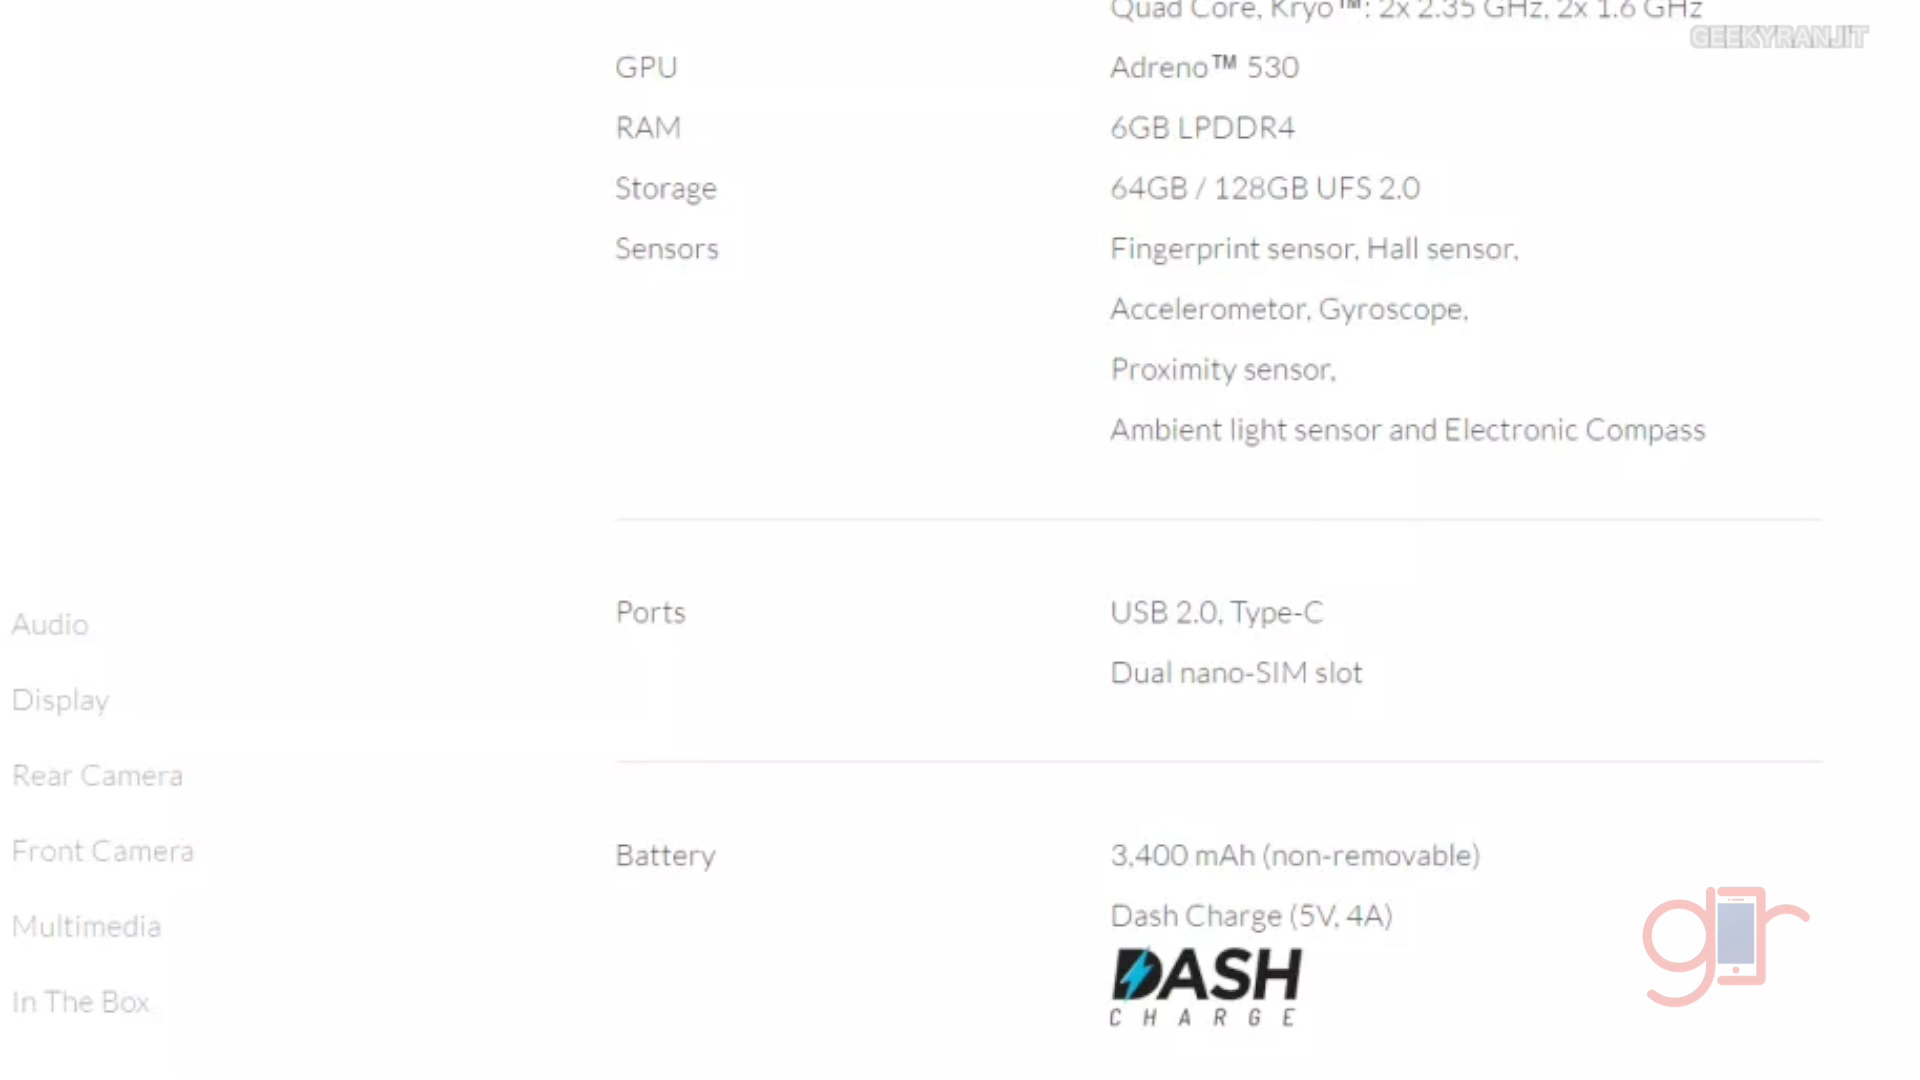 Quad Core, Kryo™: 2x 2.35 GHz, 2x 1.6 GHz
GEEKYRANJIT
GPU
Adreno™ 530
RAM
6GB LPDDR4
Storage
64GB / 128GB UFS 2.0
Sensors
Fingerprint sensor, Hall sensor,
Accelerometor, Gyroscope,
Proximity sensor,
Ambient light sensor and Electronic Compass
Ports
USB 2.0, Type-C
Dual nano-SIM slot
Battery
3,400 mAh (non-removable)
Dash Charge (5V, 4A)
DASH
CHARGE
Audio
Display
Rear Camera
Front Camera
Multimedia
In The Box
gr